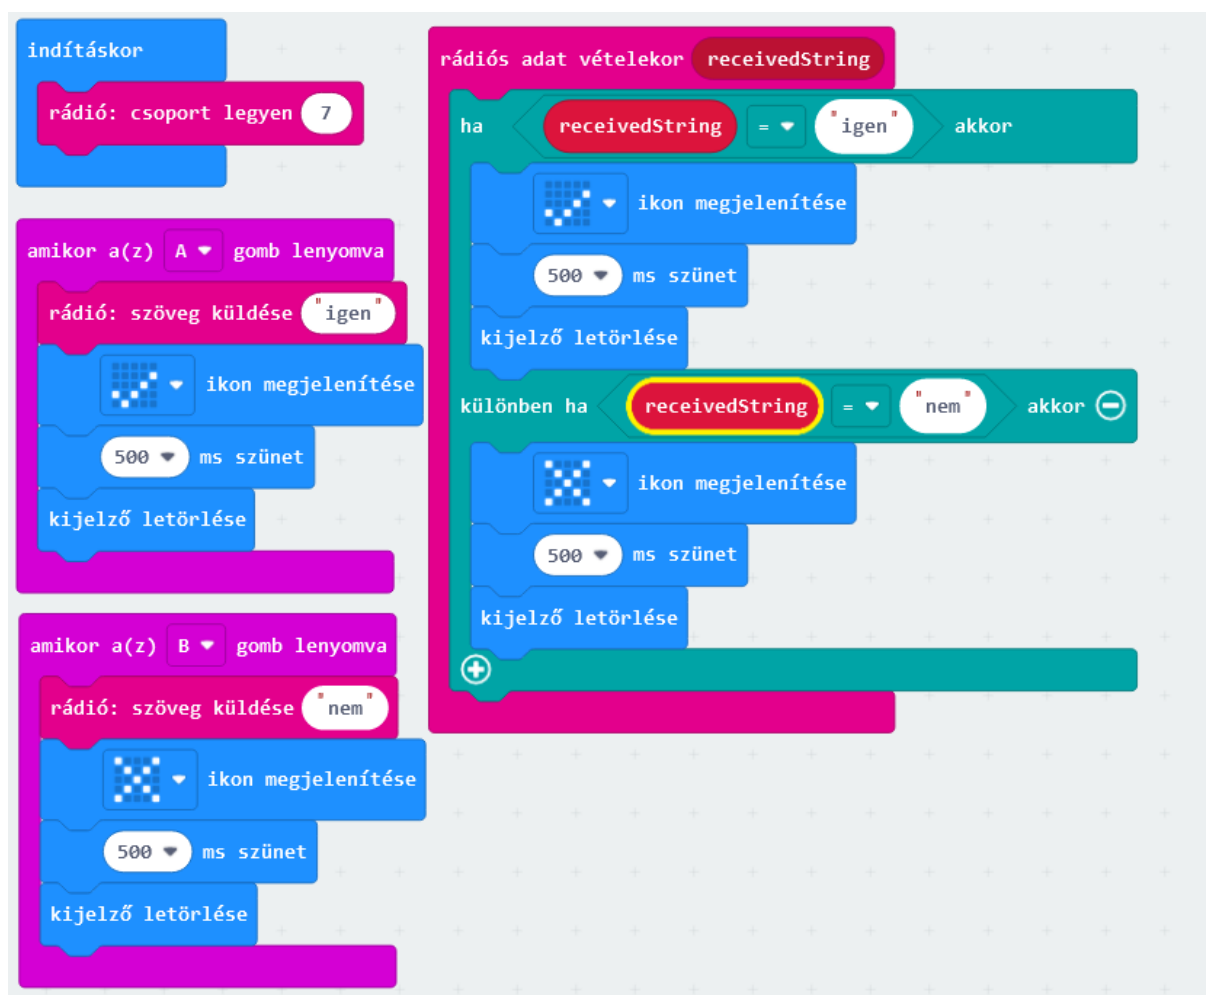 indításkor
rádió: csoport legyen 7
amikor a(z) A gomb lenyomva
rádió: szöveg küldése "igen"
ikon megjelenítése
500 ms szünet
kijelző letörlése
amikor a(z) B gomb lenyomva
rádió: szöveg küldése "nem"
ikon megjelenítése
500 ms szünet
kijelző letörlése
rádiós adat vételekor receivedString
ha receivedString = "igen" akkor
ikon megjelenítése
500 ms szünet
kijelző letörlése
különben ha receivedString = "nem" akkor
ikon megjelenítése
500 ms szünet
kijelző letörlése